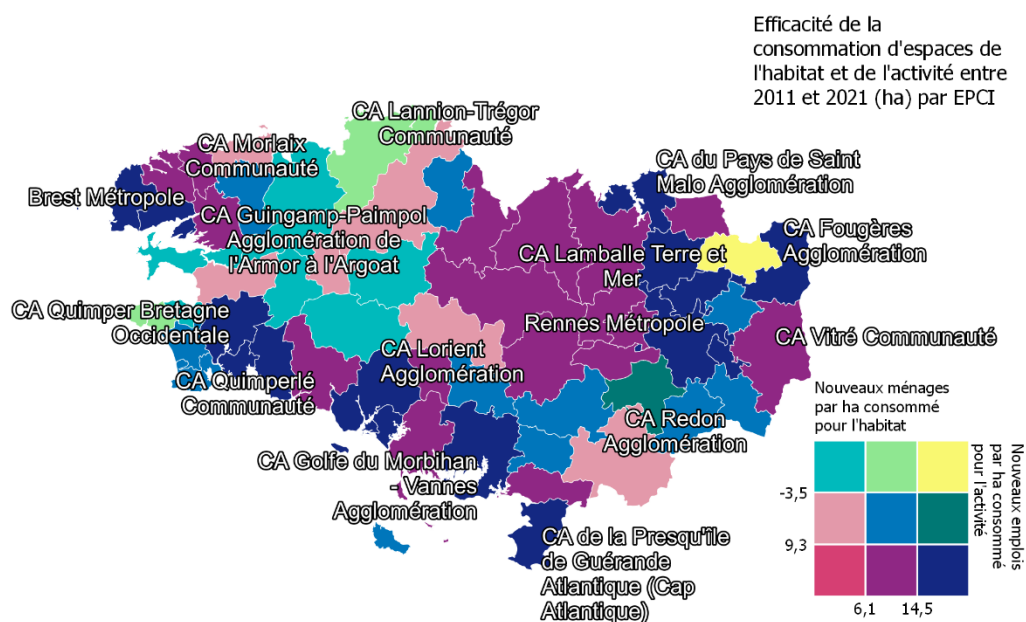 Efficacité de la
consommation d'espaces de
l'habitat et de l'activité entre
2011 et 2021 (ha) par EPCI
CA Lannion-Trégor
Communauté
CA Morlaix
Communauté
CA du Pays de Saint
Malo Agglomération
Brest Métropole
CA Guingamp-Paimpol
Agglomération de
l'Armor à l'Argoat
CA Fougères
Agglomération
CA Lamballe Terre et
Mer
CA Quimper Bretagne
Occidentale
Rennes Métropole
CA Vitré Communauté
CA Lorient
Agglomération
CA Quimperlé
Communauté
CA Redon
Agglomération
CA Golfe du Morbihan
- Vannes
Agglomération
CA de la Presqu'île
de Guérande
Atlantique (Cap
Atlantique)
Nouveaux ménages
par ha consommé
pour l'habitat
Nouveaux emplois
par ha consommé
pour l'activité
-3,5
9,3
6,1
14,5